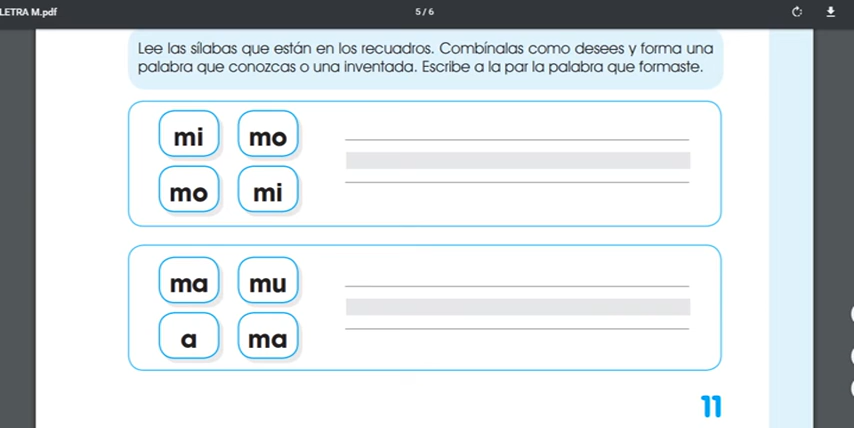 LETRA M.pdf
5 / 6
Lee las sílabas que están en los recuadros. Combínalas como desees y forma una
palabra que conozcas o una inventada. Escribe a la par la palabra que formaste.
mi mo
mo mi
ma mu
a ma
11